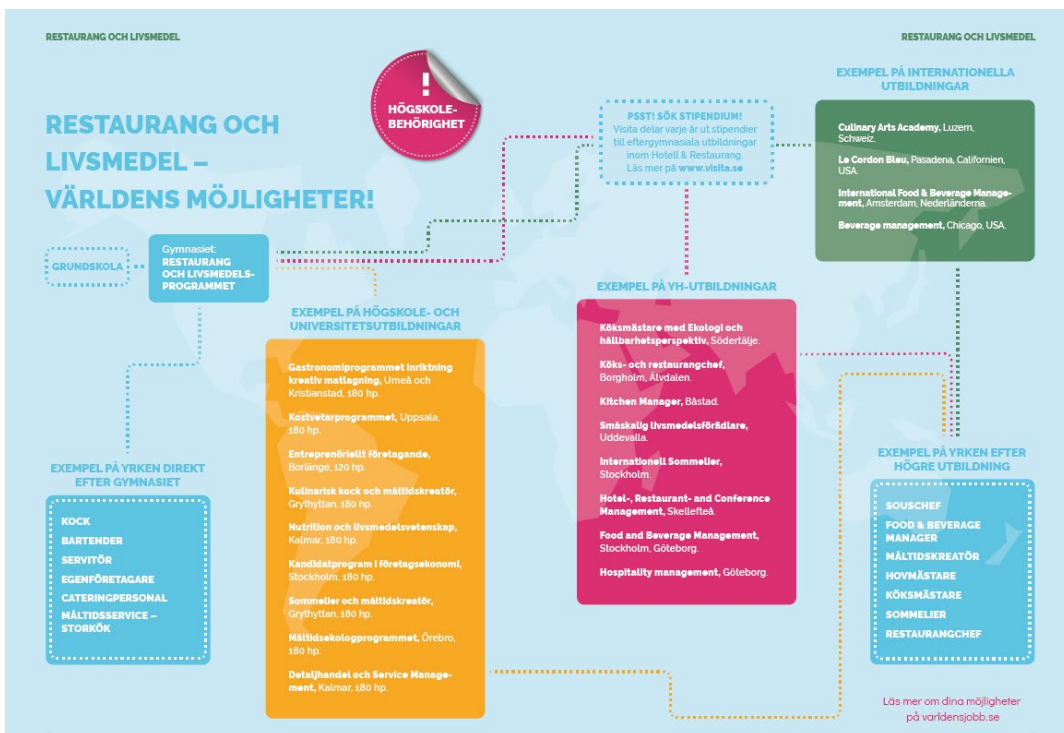 RESTAURANG OCH LIVSMEDEL
RESTAURANG OCH LIVSMEDEL
RESTAURANG OCH
LIVSMEDEL –
VÄRLDENS MÖJLIGHETER!
!
HÖGSKOLE-
BEHÖRIGHET
PSST! SÖK STIPENDIUM!
Visita delar varje år ut stipendier
till eftergymnasiala utbildningar
inom Hotell & Restaurang.
Läs mer på www.visita.se
EXEMPEL PÅ INTERNATIONELLA
UTBILDNINGAR
Culinary Arts Academy, Luzern,
Schweiz.
Le Cordon Bleu, Pasadena, Californien,
USA.
International Food & Beverage Manage-
ment, Amsterdam, Nederländerna.
Beverage management, Chicago, USA.
GRUNDSKOLA
Gymnasiet:
RESTAURANG
OCH LIVSMEDELS-
PROGRAMMET
EXEMPEL PÅ YRKEN DIREKT
EFTER GYMNASIET
KOCK
BARTENDER
SERVITÖR
EGENFÖRETAGARE
CATERINGPERSONAL
MÅLTIDSSERVICE –
STORKÖK
EXEMPEL PÅ HÖGSKOLE- OCH
UNIVERSITETSUTBILDNINGAR
Gastronomiprogrammet inriktning
kreativ matlagning, Umeå och
Kristianstad, 180 hp.
Kostvetarprogrammet, Uppsala,
180 hp.
Entreprenöriellt företagande,
Borlänge, 120 hp.
Kulinarisk kock och måltidskreatör,
Grythyttan, 180 hp.
Nutrition och livsmedelsvetenskap,
Kalmar, 180 hp.
Kandidatprogram i företagsekonomi,
Stockholm, 180 hp.
Sommelier och måltidskreatör,
Grythyttan, 180 hp.
Måltidsekologprogrammet, Örebro,
180 hp.
Detaljhandel och Service Manage-
ment, Kalmar, 180 hp.
EXEMPEL PÅ YH-UTBILDNINGAR
Köksmästare med Ekologi och
hållbarhetsperspektiv, Södertälje.
Köks- och restaurangchef,
Borgholm, Älvdalen.
Kitchen Manager, Båstad.
Småskalig livsmedelsförädlare,
Uddevalla.
Internationell Sommelier,
Stockholm.
Hotel-, Restaurant- and Conference
Management, Skellefteå.
Food and Beverage Management,
Stockholm, Göteborg.
Hospitality management, Göteborg.
EXEMPEL PÅ YRKEN EFTER
HÖGRE UTBILDNING
SOUSCHEF
FOOD & BEVERAGE
MANAGER
MÅLTIDSKREATÖR
HOVMÄSTARE
KÖKSMÄSTARE
SOMMELIER
RESTAURANGCHEF
Läs mer om dina möjligheter
på varldensjobb.se